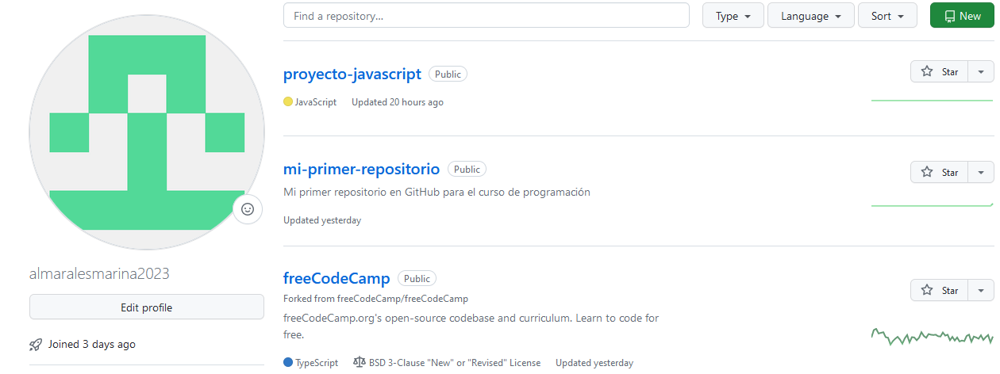 Find a repository...
Type
Language
Sort
New
proyecto-javascript
Public
Star
JavaScript
Updated 20 hours ago
mi-primer-repositorio
Public
Star
Mi primer repositorio en GitHub para el curso de programación
Updated yesterday
almaralesmarina2023
Edit profile
Joined 3 days ago
freeCodeCamp
Public
Star
Forked from freeCodeCamp/freeCodeCamp
freeCodeCamp.org's open-source codebase and curriculum. Learn to code for
free.
TypeScript
BSD 3-Clause "New" or "Revised" License
Updated yesterday